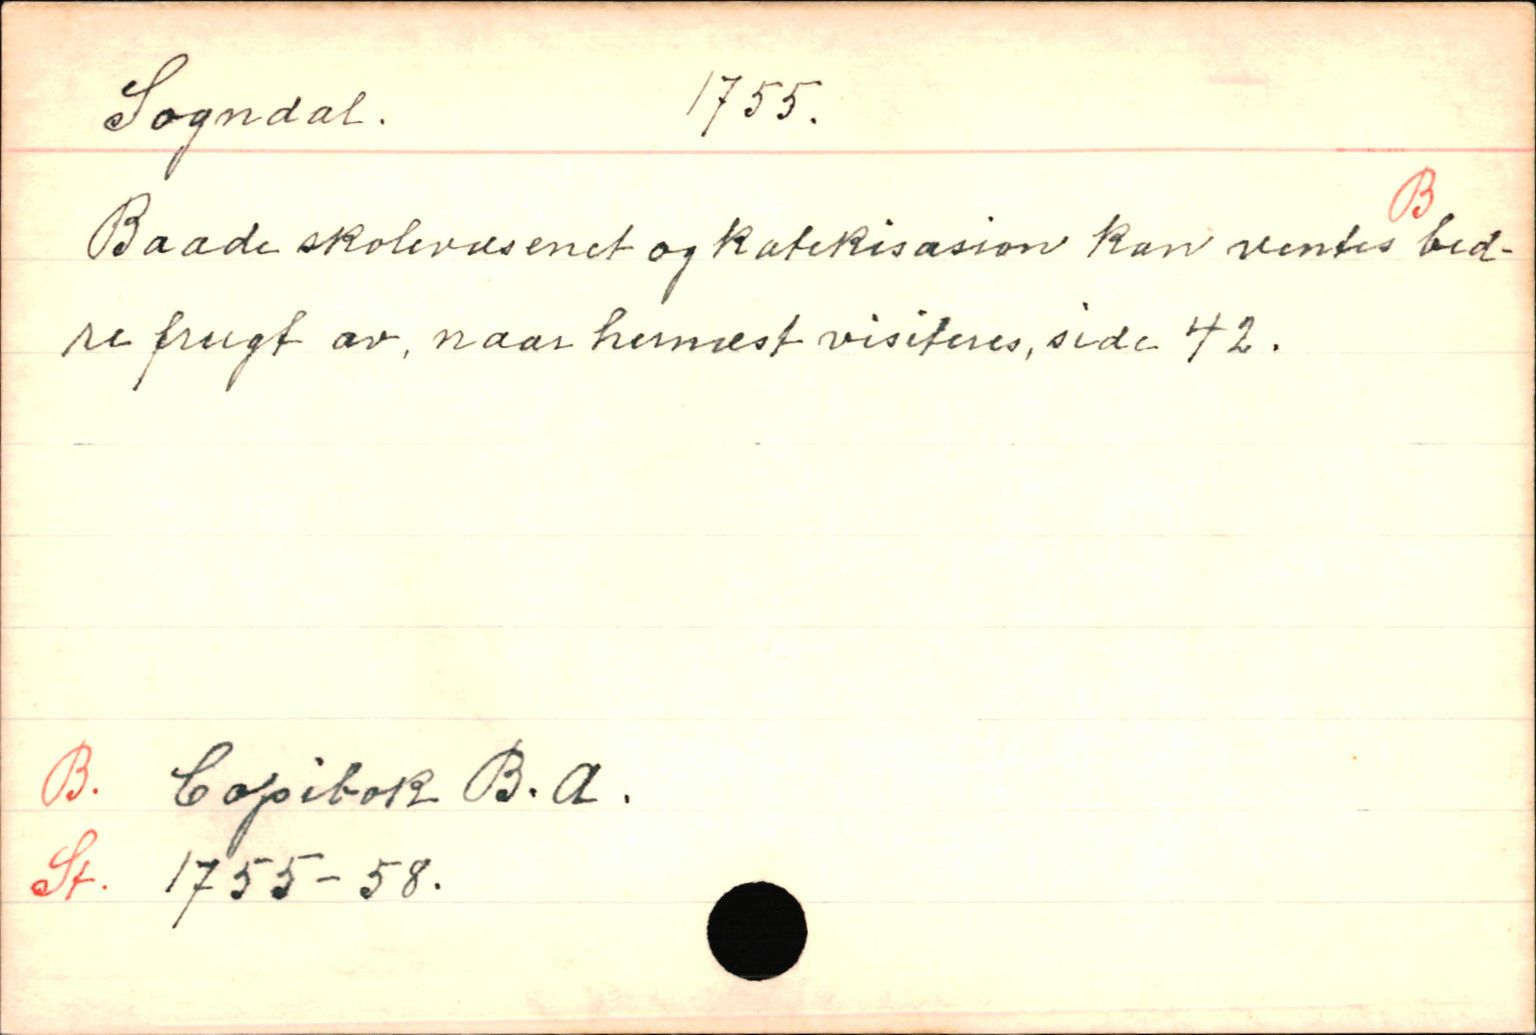 Sogndal. 1755.
B
Baade skolevæsenet og katekisasion kan ventes bed-
re frugt av, naar hernæst visiteres, side 42.
B. Copibok B. A.
St. 1755-58.